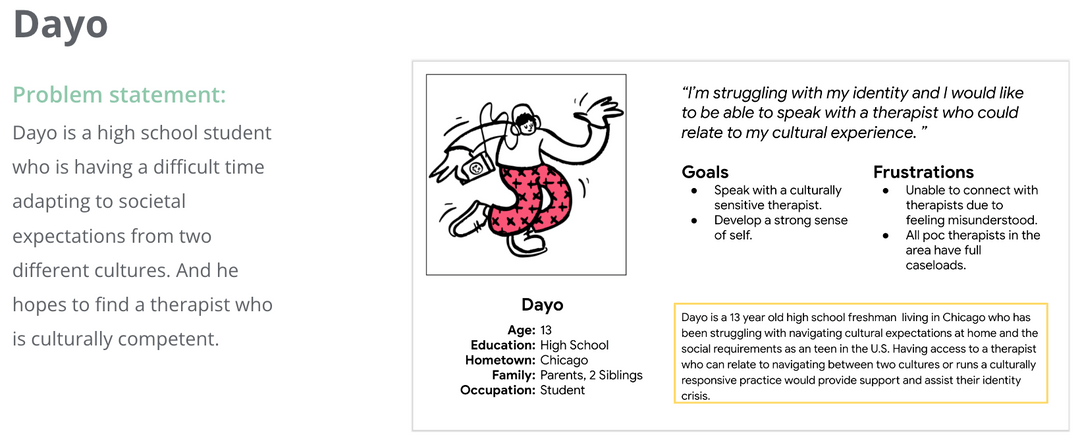 Dayo
Problem statement:
Dayo is a high school student
who is having a difficult time
adapting to societal
expectations from two
different cultures. And he
hopes to find a therapist who
is culturally competent.
“I’m struggling with my identity and I would like
to be able to speak with a therapist who could
relate to my cultural experience. ”
Goals
● Speak with a culturally
sensitive therapist.
● Develop a strong sense
of self.
Frustrations
● Unable to connect with
therapists due to
feeling misunderstood.
● All poc therapists in the
area have full
caseloads.
Dayo
Age: 13
Education: High School
Hometown: Chicago
Family: Parents, 2 Siblings
Occupation: Student
Dayo is a 13 year old high school freshman living in Chicago who has
been struggling with navigating cultural expectations at home and the
social requirements as an teen in the U.S. Having access to a therapist
who can relate to navigating between two cultures or runs a culturally
responsive practice would provide support and assist their identity
crisis.